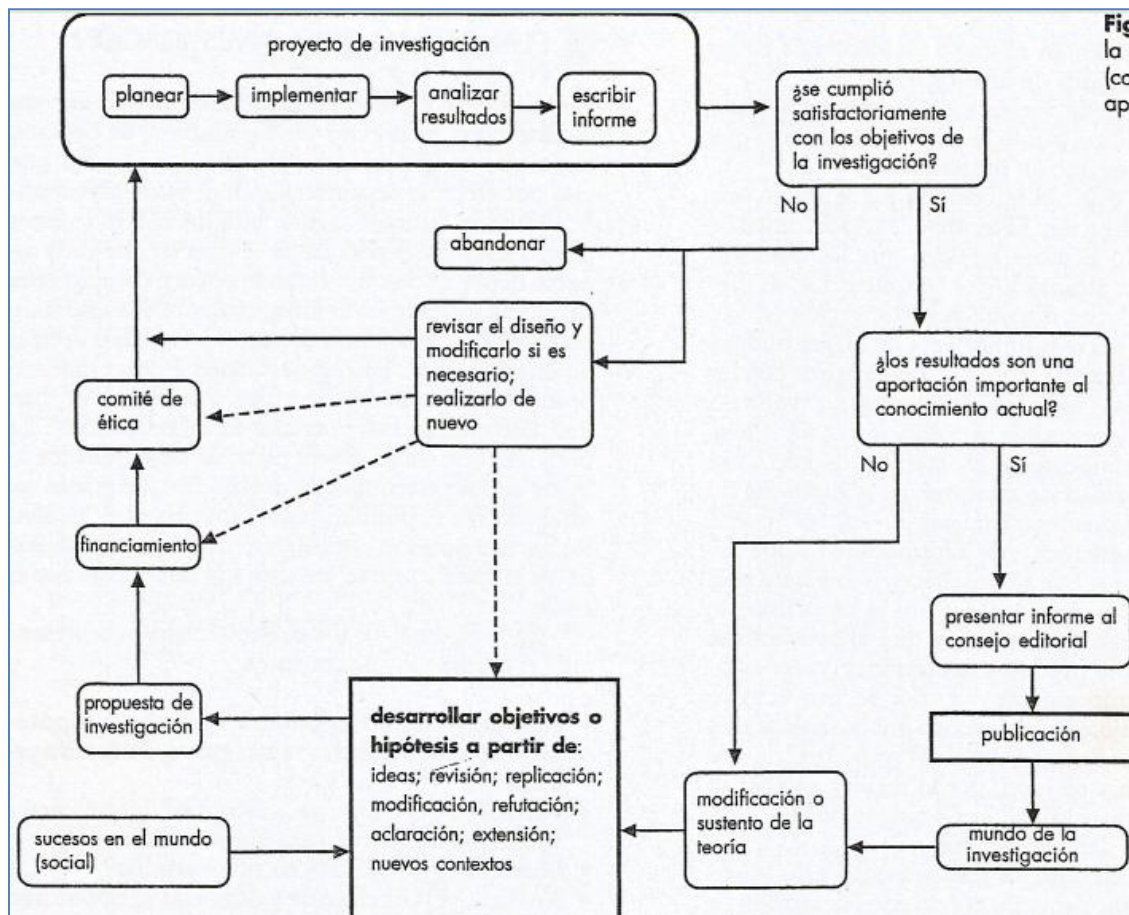 proyecto de investigación
planear
implementar
analizar
resultados
escribir
informe
Fig
la
(co
ap
¿se cumplió
satisfactoriamente
con los objetivos de
la investigación?
No
Sí
abandonar
revisar el diseño y
modificarlo si es
necesario;
realizarlo de
nuevo
¿los resultados son una
aportación importante al
conocimiento actual?
No
Sí
comité de
ética
financiamiento
presentar informe al
consejo editorial
propuesta de
investigación
desarrollar objetivos o
hipótesis a partir de:
ideas; revisión; replicación;
modificación, refutación;
aclaración; extensión;
nuevos contextos
publicación
modificación o
sustento de la
teoría
mundo de la
investigación
sucesos en el mundo
(social)